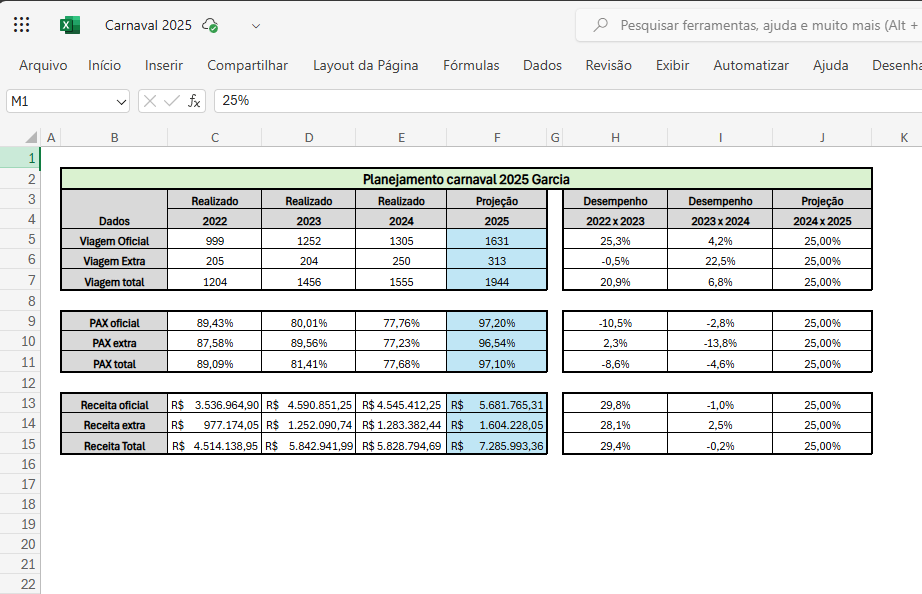 Carnaval 2025
Pesquisar ferramentas, ajuda e muito mais (Alt +
Arquivo Início Inserir Compartilhar Layout da Página Fórmulas Dados Revisão Exibir Automatizar Ajuda Desenha
M1 fx 25%
A B C D E F G H I J K
1
2 Planejamento carnaval 2025 Garcia
3 Realizado Realizado Realizado Projeção Desempenho Desempenho Projeção
4 Dados 2022 2023 2024 2025 2022 x 2023 2023 x 2024 2024 x 2025
5 Viagem Oficial 999 1252 1305 1631 25,3% 4,2% 25,00%
6 Viagem Extra 205 204 250 313 -0,5% 22,5% 25,00%
7 Viagem total 1204 1456 1555 1944 20,9% 6,8% 25,00%
8
9 PAX oficial 89,43% 80,01% 77,76% 97,20% -10,5% -2,8% 25,00%
10 PAX extra 87,58% 89,56% 77,23% 96,54% 2,3% -13,8% 25,00%
11 PAX total 89,09% 81,41% 77,68% 97,10% -8,6% -4,6% 25,00%
12
13 Receita oficial R$ 3.536.964,90 R$ 4.590.851,25 R$ 4.545.412,25 R$ 5.681.765,31 29,8% -1,0% 25,00%
14 Receita extra R$ 977.174,05 R$ 1.252.090,74 R$ 1.283.382,44 R$ 1.604.228,05 28,1% 2,5% 25,00%
15 Receita Total R$ 4.514.138,95 R$ 5.842.941,99 R$ 5.828.794,69 R$ 7.285.993,36 29,4% -0,2% 25,00%
16
17
18
19
20
21
22